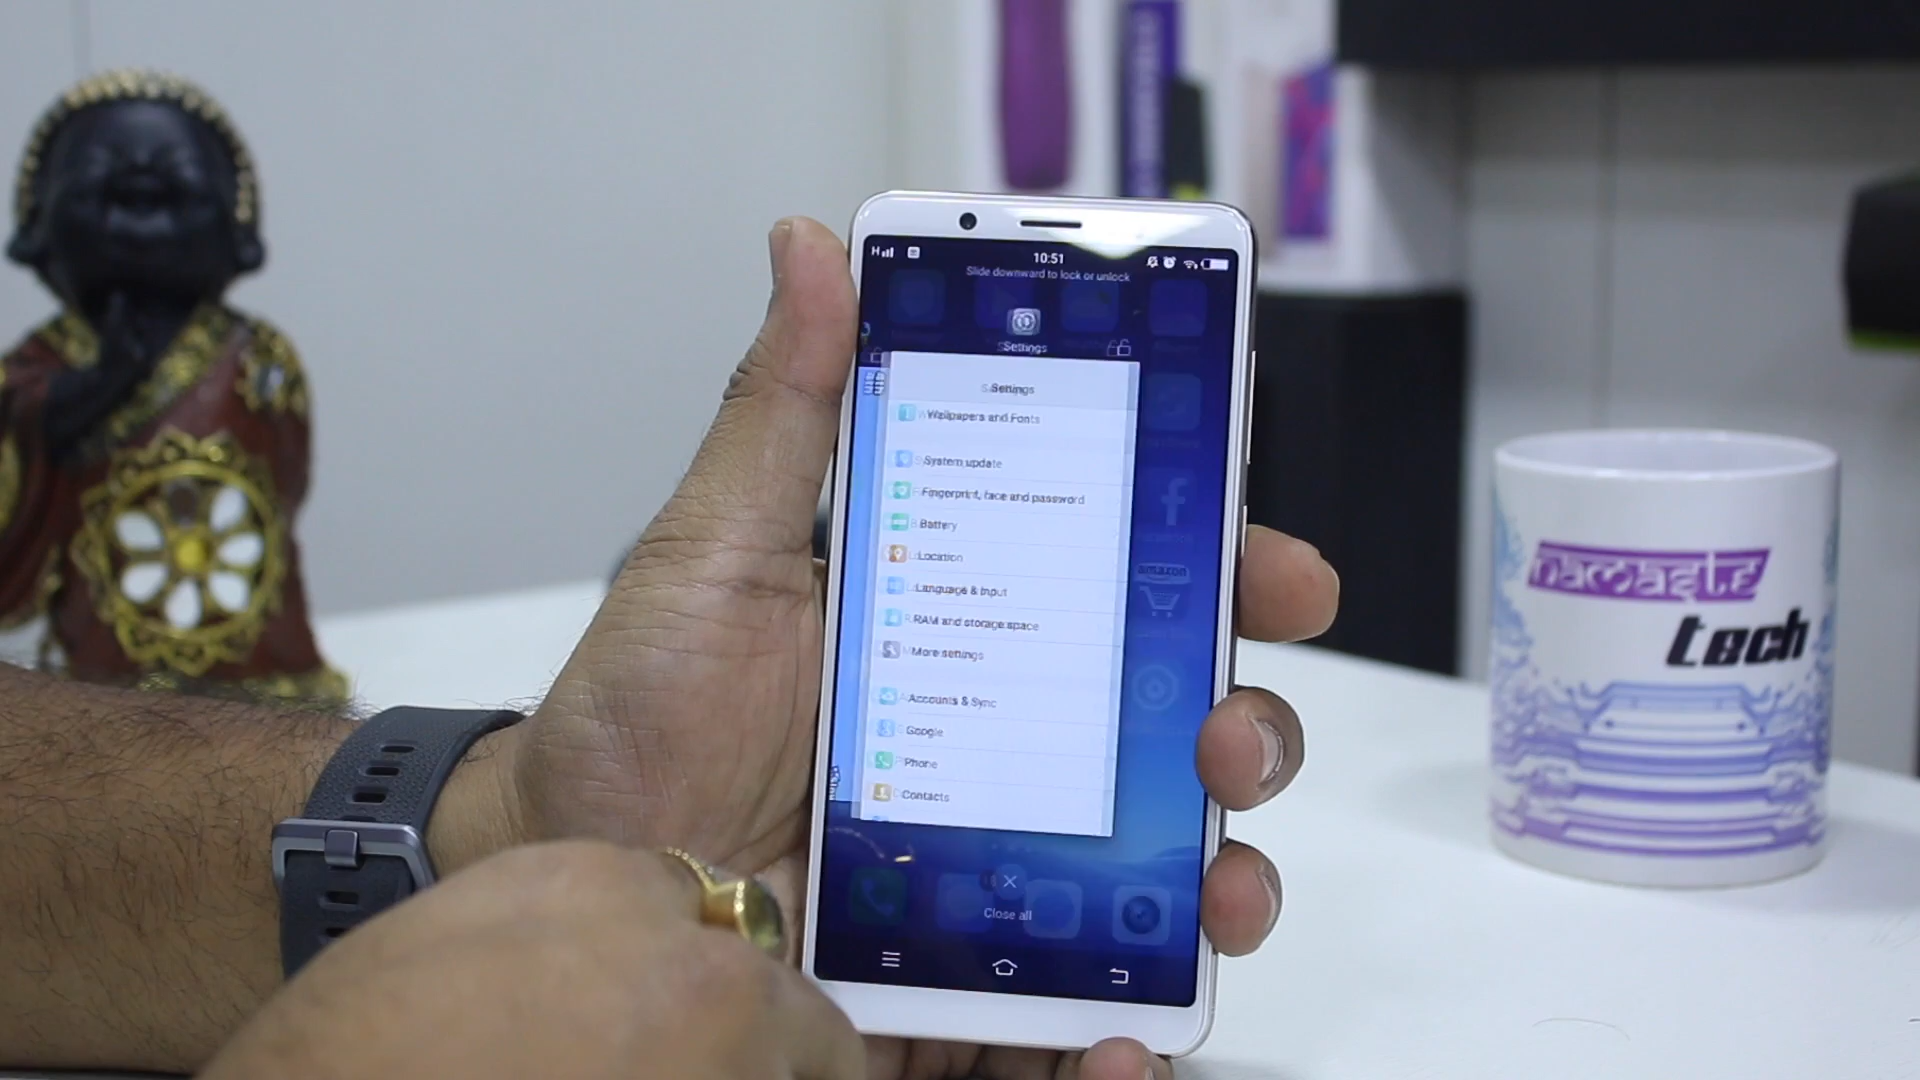 H
10:51
Slide downward to lock or unlock
Settings
Settings
Wallpapers and Fonts
System update
Fingerprint, face and password
Battery
Location
Language & input
RAM and storage space
More settings
Accounts & Sync
Google
Phone
Contacts
Close all
amazon
namaste
tech